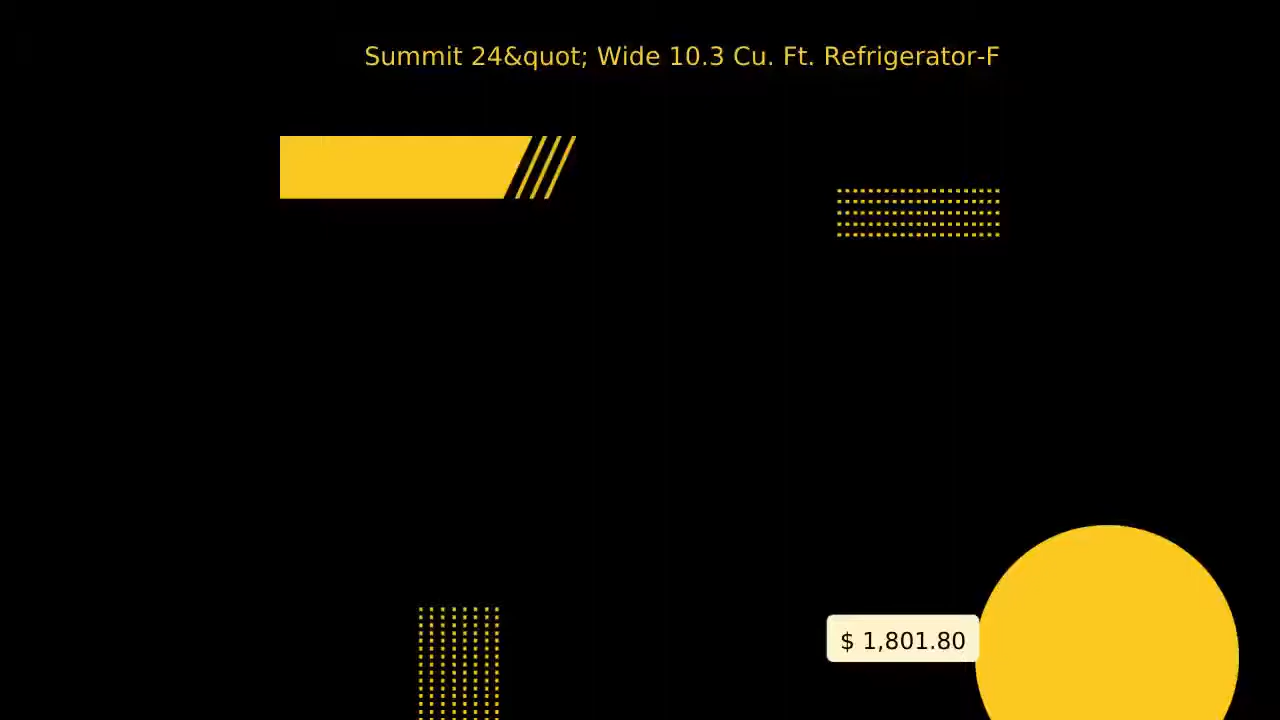 Summit 24&quot; Wide 10.3 Cu. Ft. Refrigerator-F
$ 1,801.80